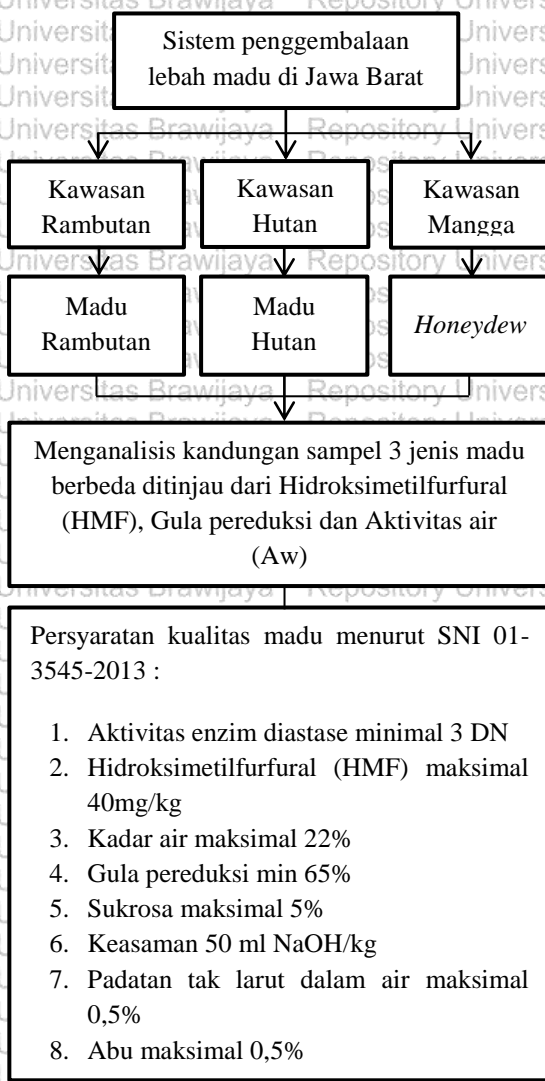 Sistem penggembalaan
lebah madu di Jawa Barat
Kawasan
Rambutan
Kawasan
Hutan
Kawasan
Mangga
Madu
Rambutan
Madu
Hutan
Honeydew
Menganalisis kandungan sampel 3 jenis madu
berbeda ditinjau dari Hidroksimetilfurfural
(HMF), Gula pereduksi dan Aktivitas air
(Aw)
Persyaratan kualitas madu menurut SNI 01-
3545-2013 :
1. Aktivitas enzim diastase minimal 3 DN
2. Hidroksimetilfurfural (HMF) maksimal
40mg/kg
3. Kadar air maksimal 22%
4. Gula pereduksi min 65%
5. Sukrosa maksimal 5%
6. Keasaman 50 ml NaOH/kg
7. Padatan tak larut dalam air maksimal
0,5%
8. Abu maksimal 0,5%